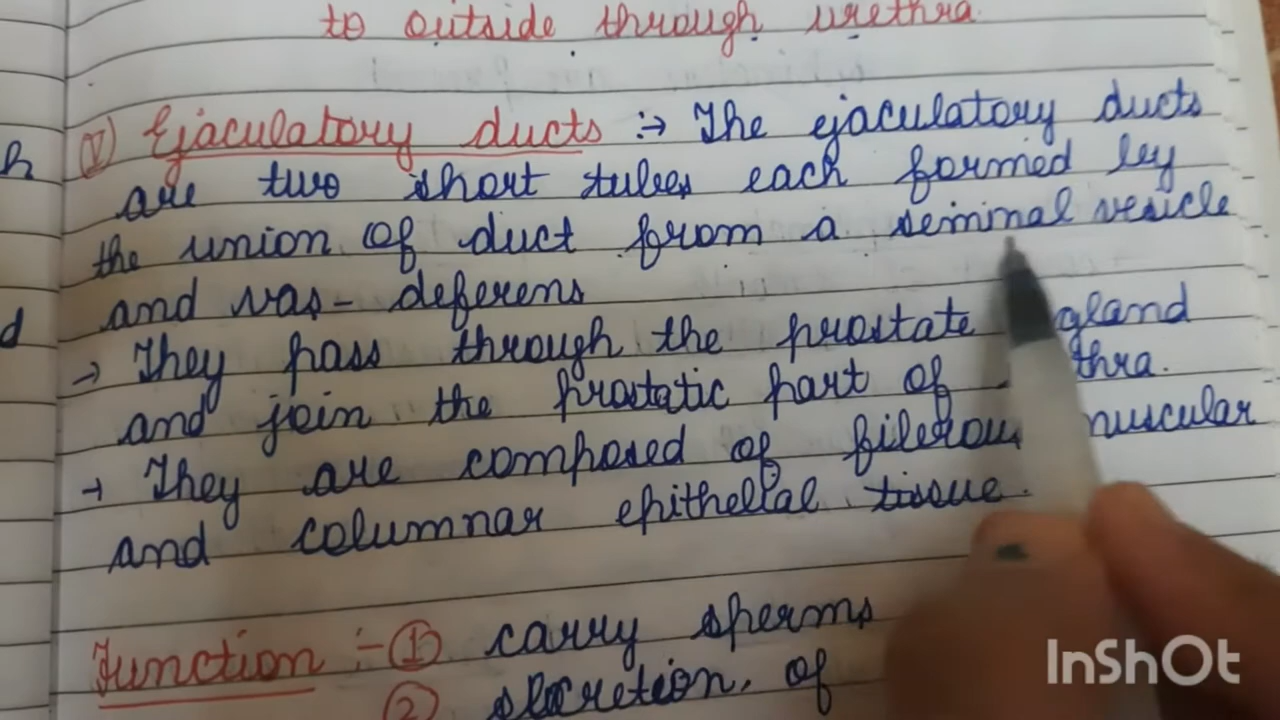 to outside through urethra.
h
(V) Ejaculatory ducts :→ The ejaculatory ducts
are two short tubes each formed by
the union of duct from a seminal vesicle
and vas- deferens
d
→ They pass through the prostate gland
and join the prostatic part of thra.
→ They are composed of fibrous muscular
and columnar epithelial tissue.
Function :- ① carry sperms
② secretion, of
InShOt